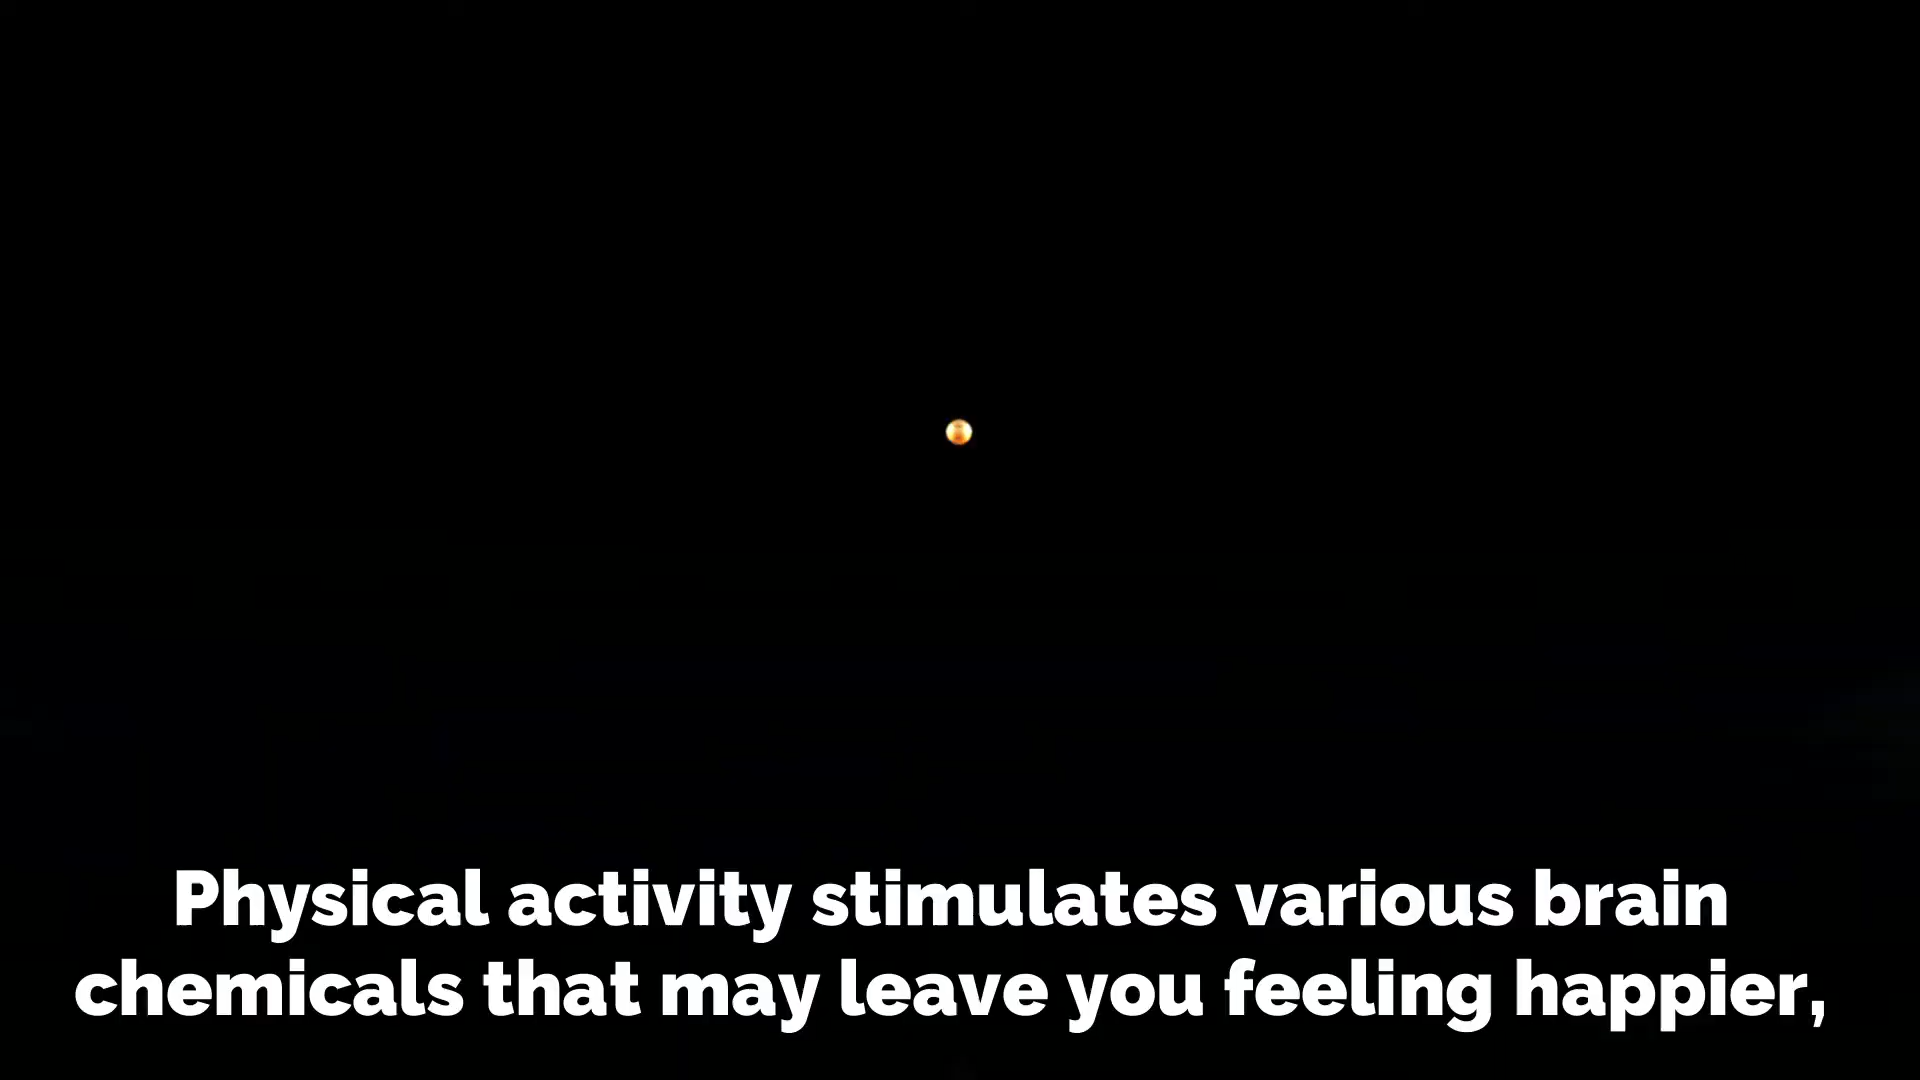 Physical activity stimulates various brain
chemicals that may leave you feeling happier,